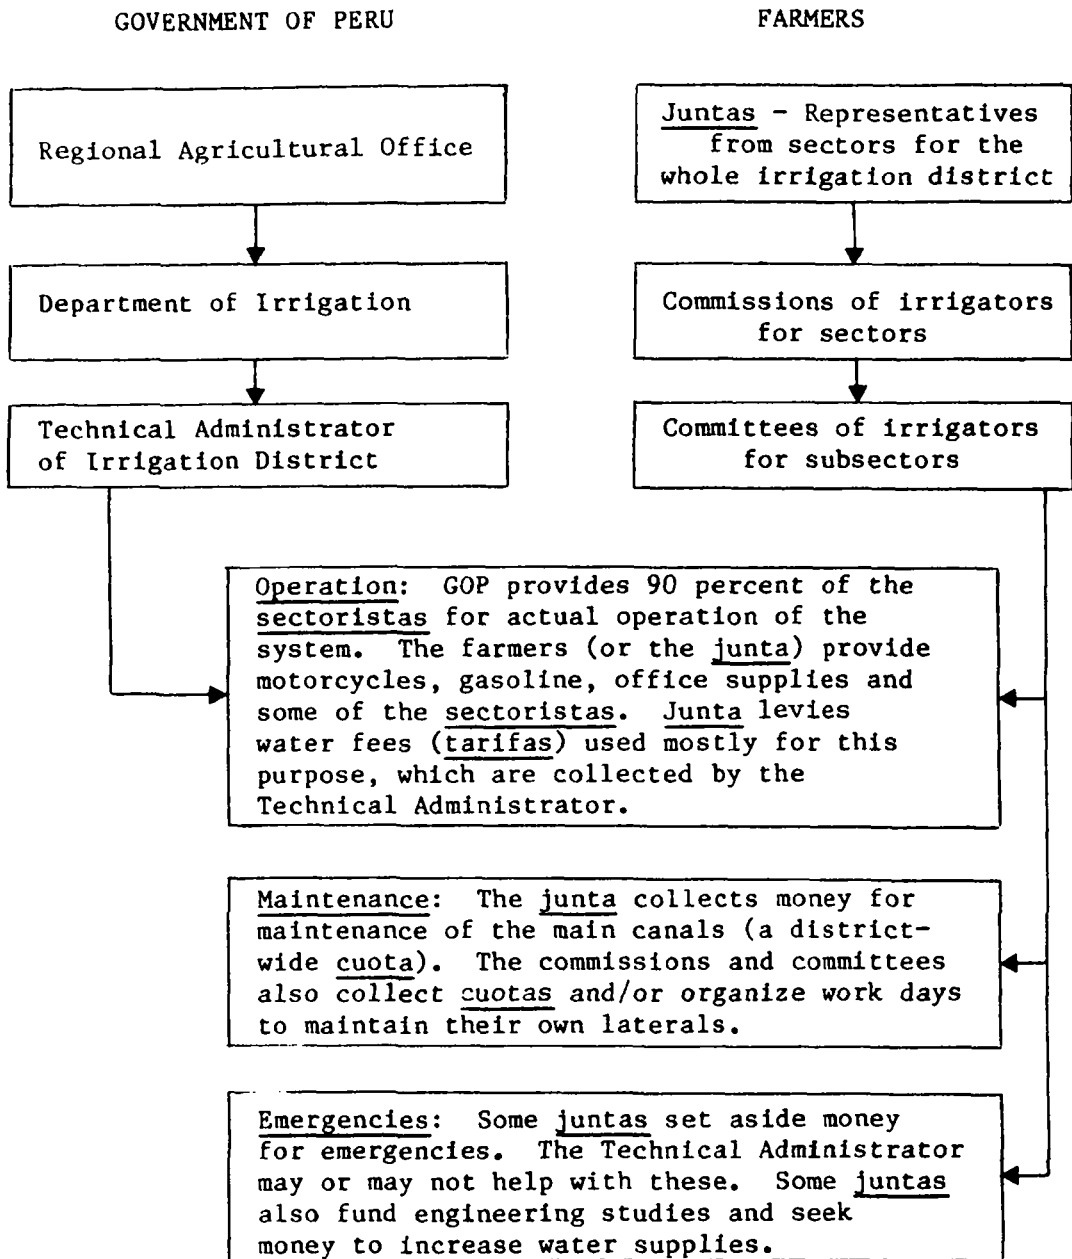 GOVERNMENT OF PERU
FARMERS
Regional Agricultural Office
Juntas - Representatives
from sectors for the
whole irrigation district
Department of Irrigation
Commissions of irrigators
for sectors
Technical Administrator
of Irrigation District
Committees of irrigators
for subsectors
Operation: GOP provides 90 percent of the
sectoristas for actual operation of the
system. The farmers (or the junta) provide
motorcycles, gasoline, office supplies and
some of the sectoristas. Junta levies
water fees (tarifas) used mostly for this
purpose, which are collected by the
Technical Administrator.
Maintenance: The junta collects money for
maintenance of the main canals (a district-
wide cuota). The commissions and committees
also collect cuotas and/or organize work days
to maintain their own laterals.
Emergencies: Some juntas set aside money
for emergencies. The Technical Administrator
may or may not help with these. Some juntas
also fund engineering studies and seek
money to increase water supplies.